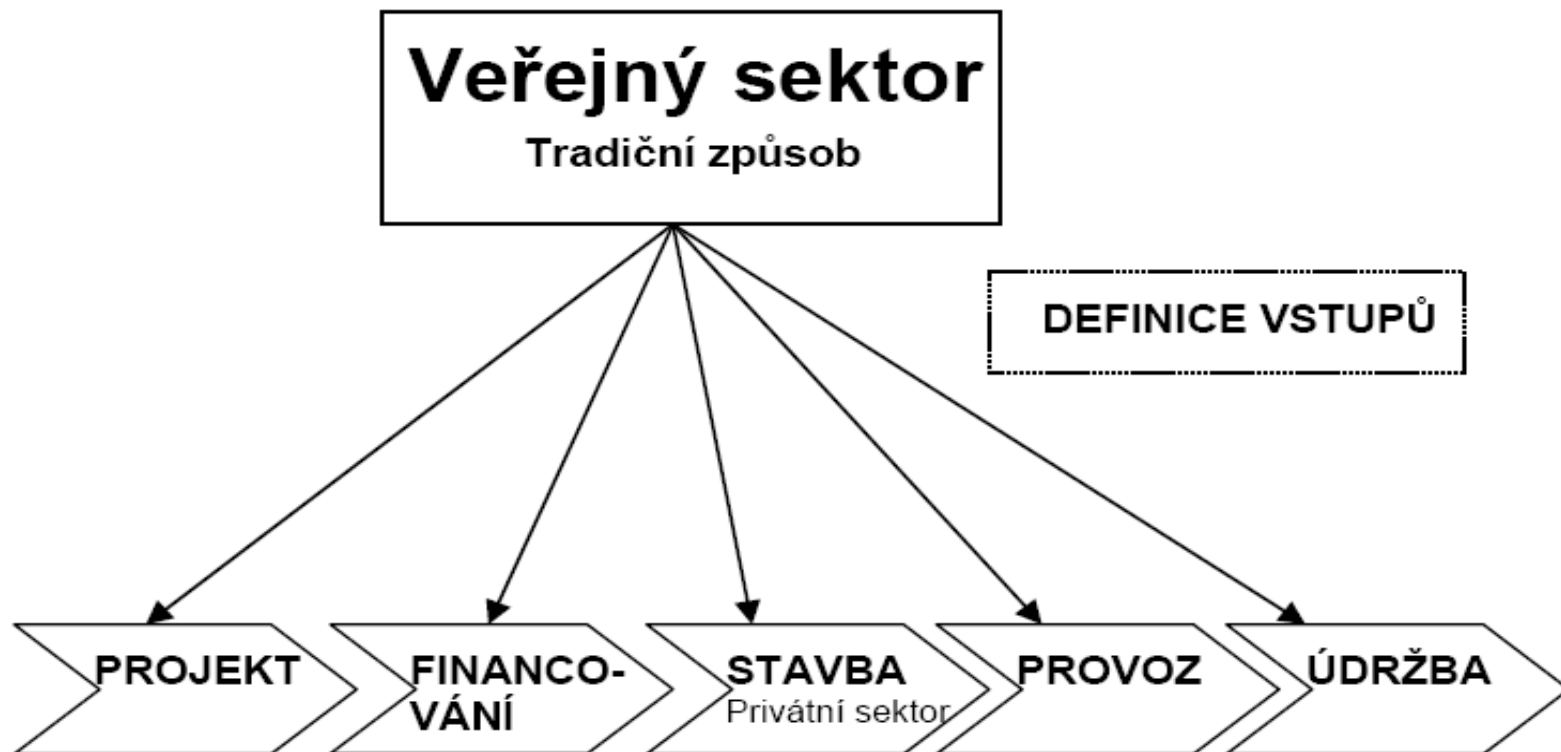 Veřejný sektor
Tradiční způsob
DEFINICE VSTUPŮ
PROJEKT
FINANCO-
VÁNÍ
STAVBA
Privátní sektor
PROVOZ
ÚDRŽBA